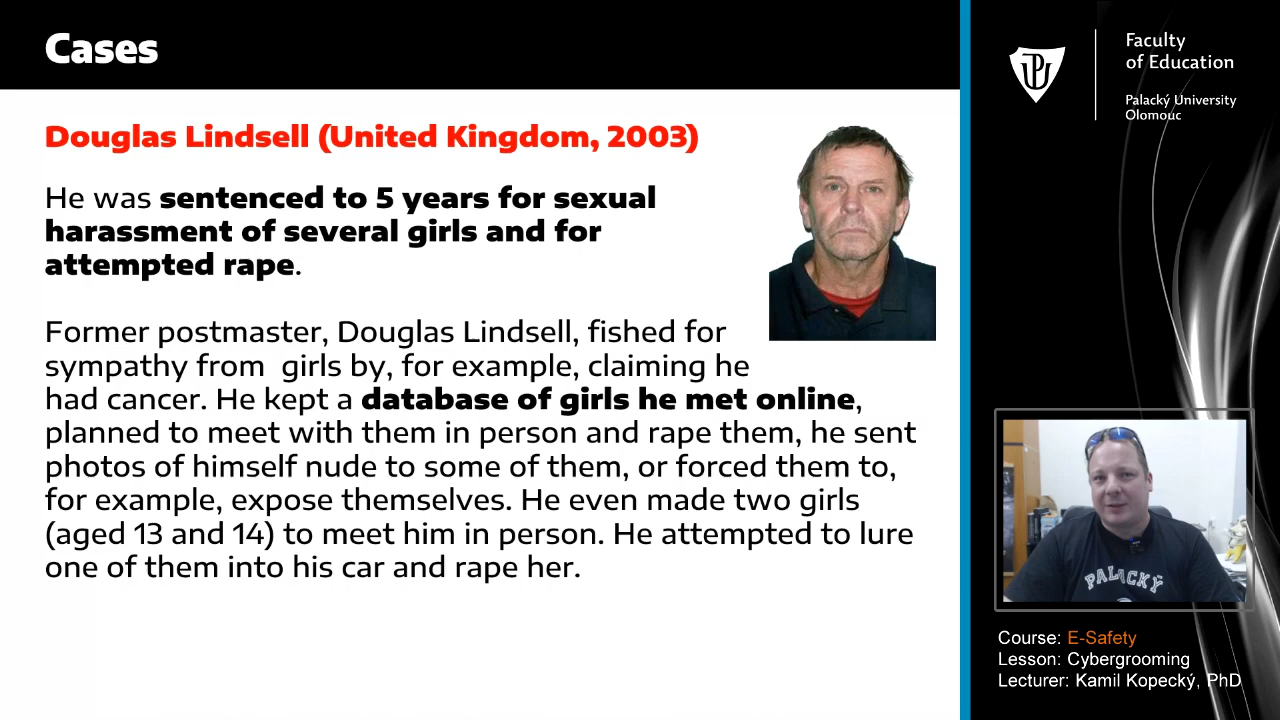 Cases
Douglas Lindsell (United Kingdom, 2003)
He was sentenced to 5 years for sexual
harassment of several girls and for
attempted rape.
Former postmaster, Douglas Lindsell, fished for
sympathy from  girls by, for example, claiming he
had cancer. He kept a database of girls he met online,
planned to meet with them in person and rape them, he sent
photos of himself nude to some of them, or forced them to,
for example, expose themselves. He even made two girls
(aged 13 and 14) to meet him in person. He attempted to lure
one of them into his car and rape her.
UP
Faculty
of Education
Palacký University
Olomouc
PALACKÝ
Course: E-Safety
Lesson: Cybergrooming
Lecturer: Kamil Kopecký, PhD